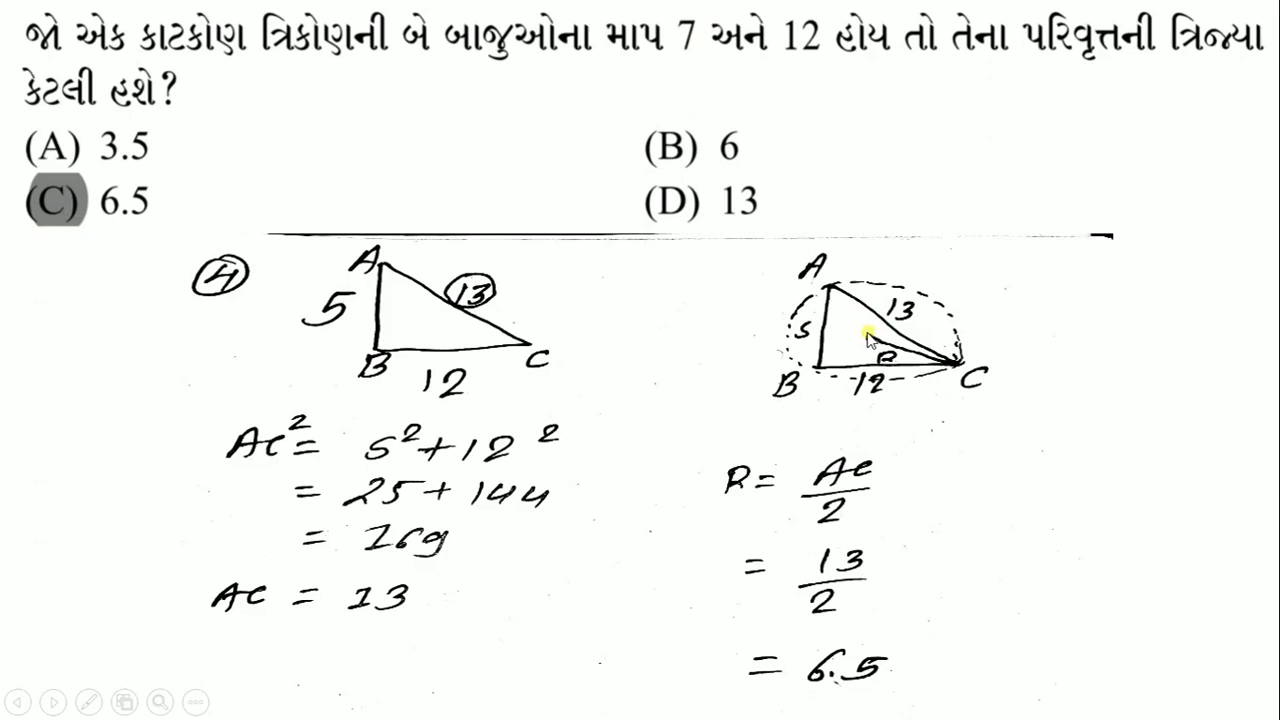 જો એક કાટકોણ ત્રિકોણની બે બાજુઓના માપ 7 અને 12 હોય તો તેના પરિવૃત્તની ત્રિજ્યા
કેટલી હશે?
(A) 3.5
(B) 6
(C) 6.5
(D) 13
4
A
5
13
B
12
C
A
5
13
R
B
12
C
AC² = 5² + 12²
= 25 + 144
= 169
AC = 13
R = AC/2
= 13/2
= 6.5